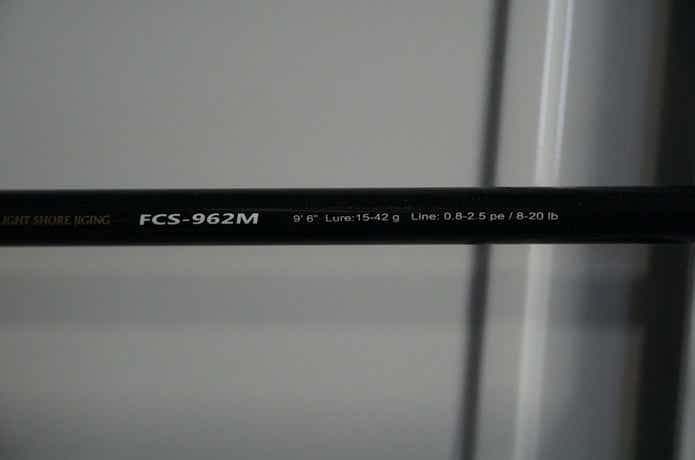 LIGHT SHORE JIGING FCS-962M 9' 6" Lure:15-42 g Line: 0.8-2.5 pe / 8-20 lb